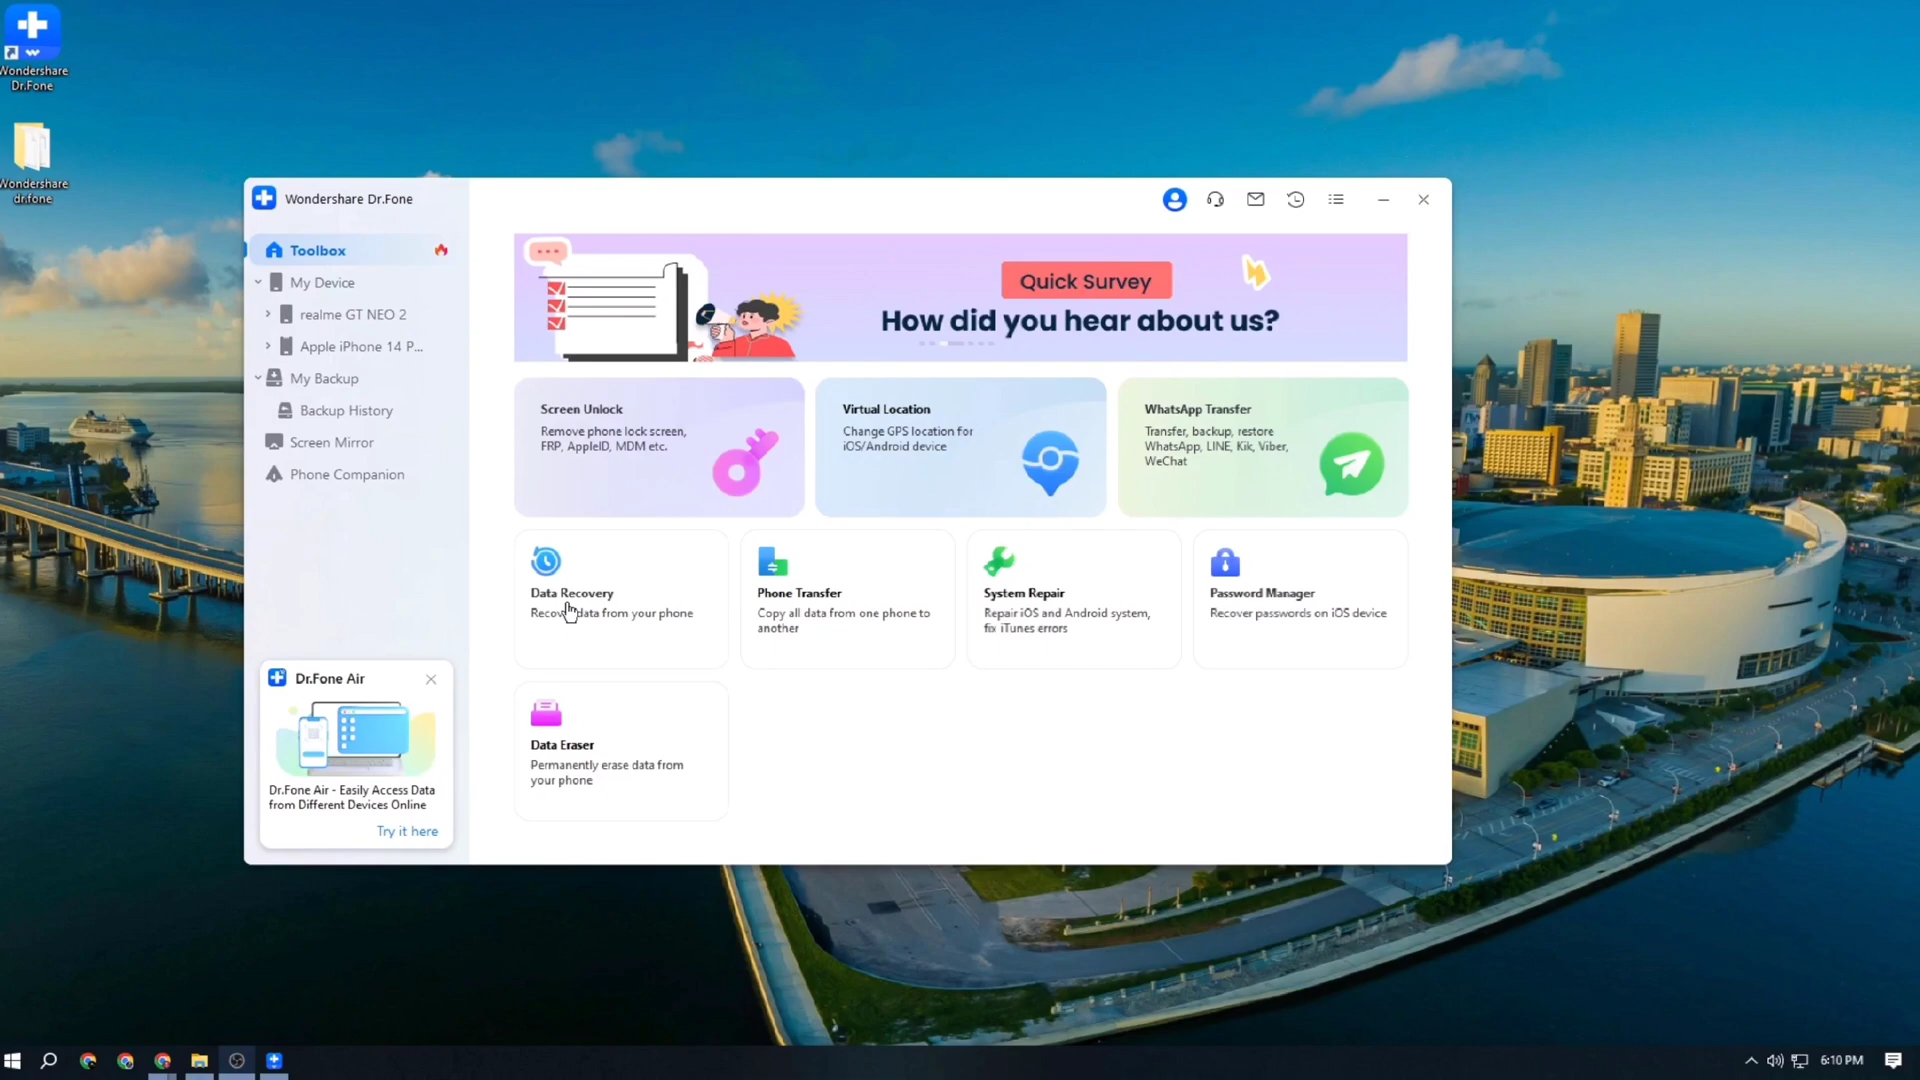 Wondershare
Dr.Fone
Wondershare
drfone
Wondershare Dr.Fone
Toolbox
My Device
realme GT NEO 2
Apple iPhone 14 P...
My Backup
Backup History
Screen Mirror
Phone Companion
Dr.Fone Air
Dr.Fone Air - Easily Access Data
from Different Devices Online
Try it here
Quick Survey
How did you hear about us?
Screen Unlock
Remove phone lock screen,
FRP, AppleID, MDM etc.
Virtual Location
Change GPS location for
iOS/Android device
WhatsApp Transfer
Transfer, backup, restore
WhatsApp, LINE, Kik, Viber,
WeChat
Data Recovery
Recover data from your phone
Phone Transfer
Copy all data from one phone to
another
System Repair
Repair iOS and Android system,
fix iTunes errors
Password Manager
Recover passwords on iOS device
Data Eraser
Permanently erase data from
your phone
6:10 PM